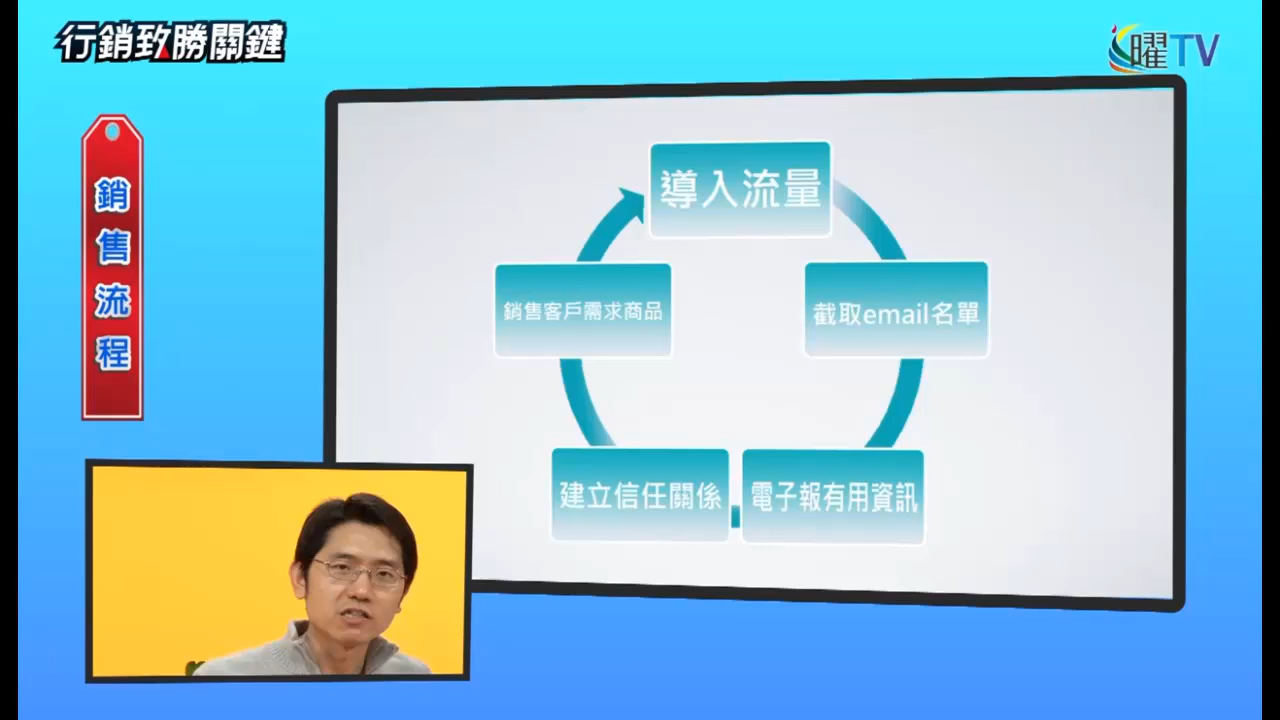 行銷致勝關鍵
曜TV
銷售流程
導入流量
銷售客戶需求商品
截取email名單
建立信任關係
電子報有用資訊